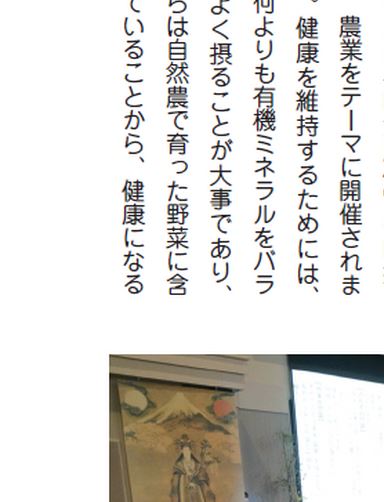 農業をテーマに開催されま
。健康を維持するためには、
何よりも有機ミネラルをバラ
よく摂ることが大事であり、
らは自然農で育った野菜に含
ていることから、健康になる